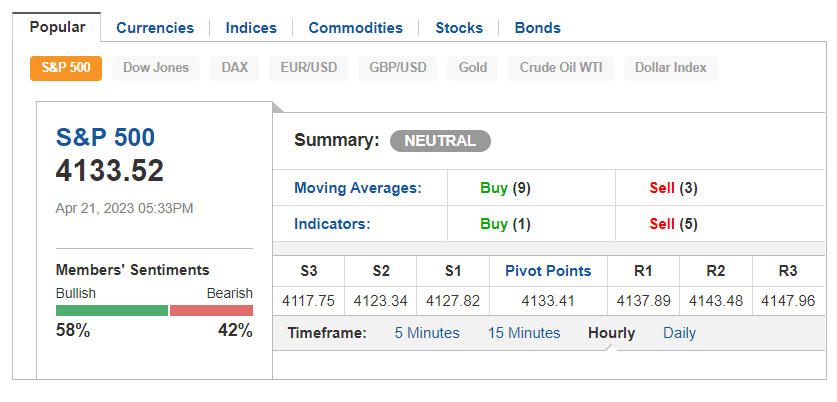 Popular Currencies Indices Commodities Stocks Bonds
S&P 500 Dow Jones DAX EUR/USD GBP/USD Gold Crude Oil WTI Dollar Index
S&P 500
4133.52
Apr 21, 2023 05:33PM
Members' Sentiments
Bullish Bearish
58% 42%
Summary: NEUTRAL
Moving Averages: Buy (9) Sell (3)
Indicators: Buy (1) Sell (5)
S3 S2 S1 Pivot Points R1 R2 R3
4117.75 4123.34 4127.82 4133.41 4137.89 4143.48 4147.96
Timeframe: 5 Minutes 15 Minutes Hourly Daily